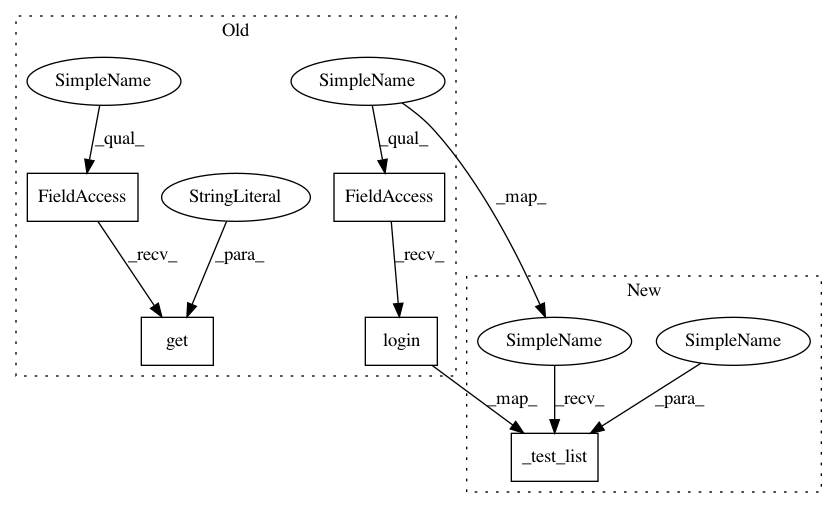 Old
SimpleName
SimpleName
_qual_
_qual_
FieldAccess
StringLiteral
FieldAccess
_map_
_recv_
_para_
_recv_
New
get
login
SimpleName
SimpleName
_map_
_recv_
_para_
_test_list